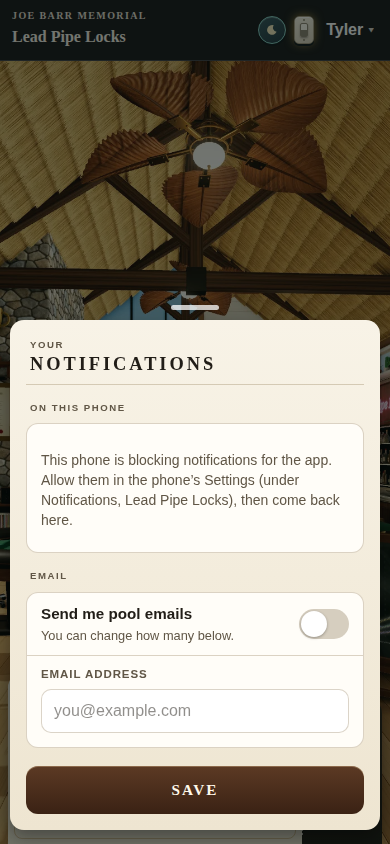 JOE BARR MEMORIAL
Lead Pipe Locks
Tyler
YOUR
NOTIFICATIONS
ON THIS PHONE
This phone is blocking notifications for the app.
Allow them in the phone’s Settings (under
Notifications, Lead Pipe Locks), then come back
here.
EMAIL
Send me pool emails
You can change how many below.
EMAIL ADDRESS
you@example.com
SAVE